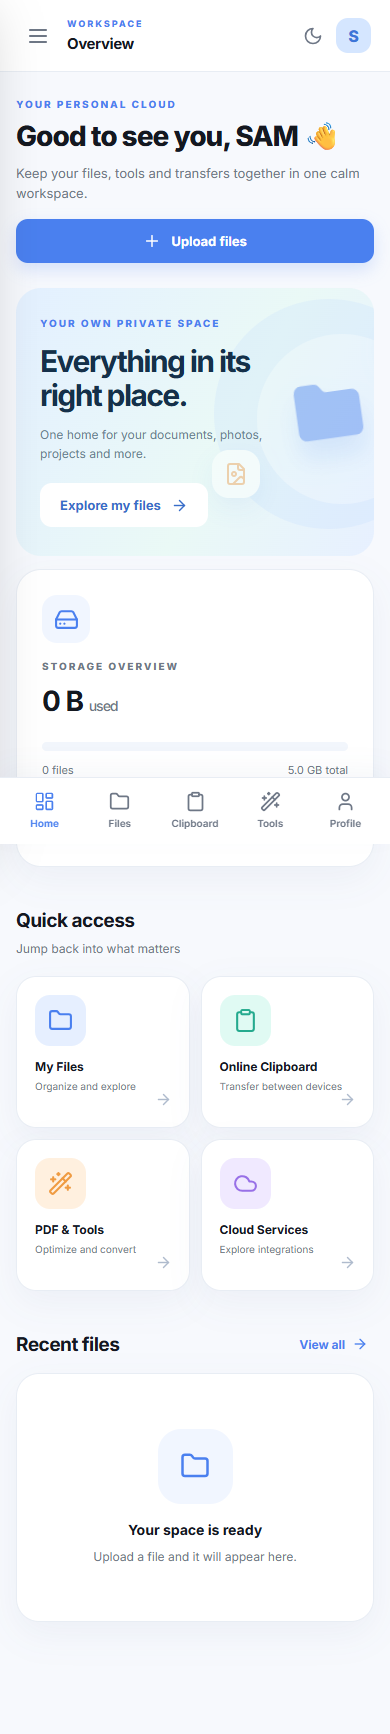 WORKSPACE
Overview
S
YOUR PERSONAL CLOUD
Good to see you, SAM 👋
Keep your files, tools and transfers together in one calm
workspace.
Upload files
YOUR OWN PRIVATE SPACE
Everything in its
right place.
One home for your documents, photos,
projects and more.
Explore my files
STORAGE OVERVIEW
0 B used
0 files 5.0 GB total
Home Files Clipboard Tools Profile
Quick access
Jump back into what matters
My Files
Organize and explore
Online Clipboard
Transfer between devices
PDF & Tools
Optimize and convert
Cloud Services
Explore integrations
Recent files
View all
Your space is ready
Upload a file and it will appear here.